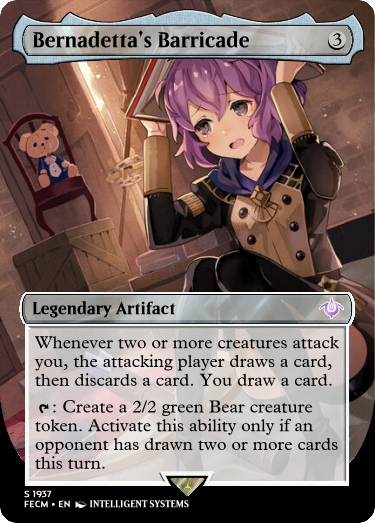 Bernadetta's Barricade 3
Legendary Artifact
Whenever two or more creatures attack
you, the attacking player draws a card,
then discards a card. You draw a card.
: Create a 2/2 green Bear creature
token. Activate this ability only if an
opponent has drawn two or more cards
this turn.
S 1937
FECM • EN INTELLIGENT SYSTEMS